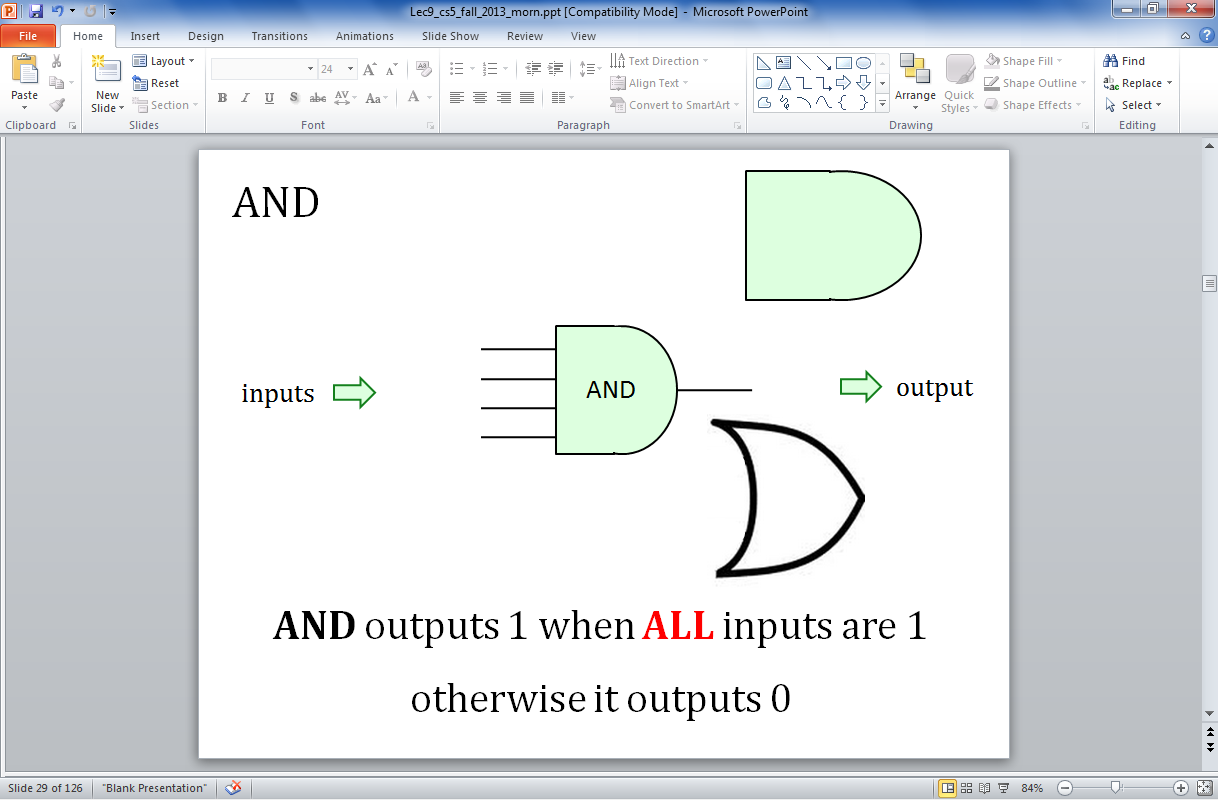 Lec9_cs5_fall_2013_morn.ppt [Compatibility Mode] - Microsoft PowerPoint
File Home Insert Design Transitions Animations Slide Show Review View
Paste
Clipboard
New Slide
Layout
Reset
Section
Slides
24
B I U S abc AV Aa A
Font
Text Direction
Align Text
Convert to SmartArt
Paragraph
Arrange
Quick Styles
Shape Fill
Shape Outline
Shape Effects
Drawing
Find
Replace
Select
Editing
AND
inputs
AND
output
AND outputs 1 when ALL inputs are 1
otherwise it outputs 0
Slide 29 of 126 "Blank Presentation" 84%